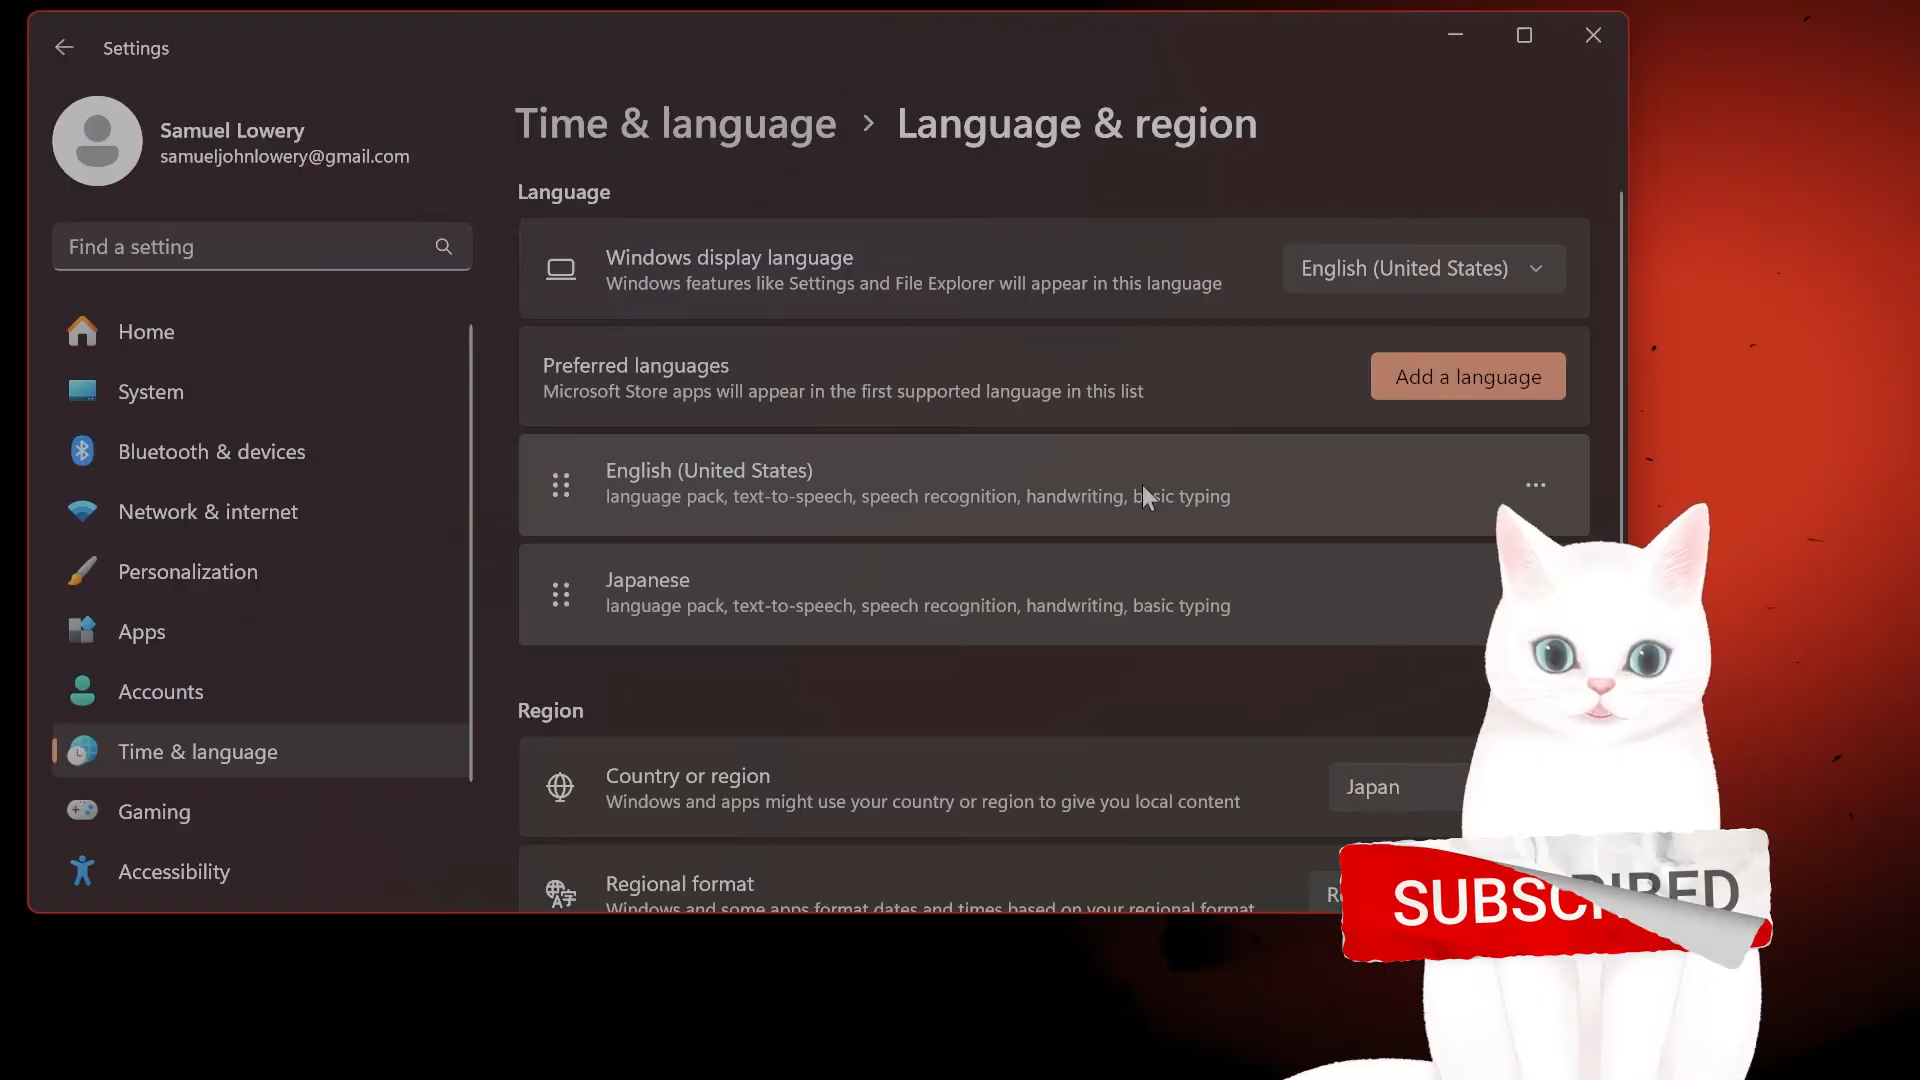 Settings
Samuel Lowery
samueljohnlowery@gmail.com
Find a setting
Home
System
Bluetooth & devices
Network & internet
Personalization
Apps
Accounts
Time & language
Gaming
Accessibility
Time & language > Language & region
Language
Windows display language
Windows features like Settings and File Explorer will appear in this language
English (United States)
Preferred languages
Microsoft Store apps will appear in the first supported language in this list
Add a language
English (United States)
language pack, text-to-speech, speech recognition, handwriting, basic typing
Japanese
language pack, text-to-speech, speech recognition, handwriting, basic typing
Region
Country or region
Windows and apps might use your country or region to give you local content
Japan
Regional format
Windows and some apps format dates and times based on your regional format
SUBSCRIBED